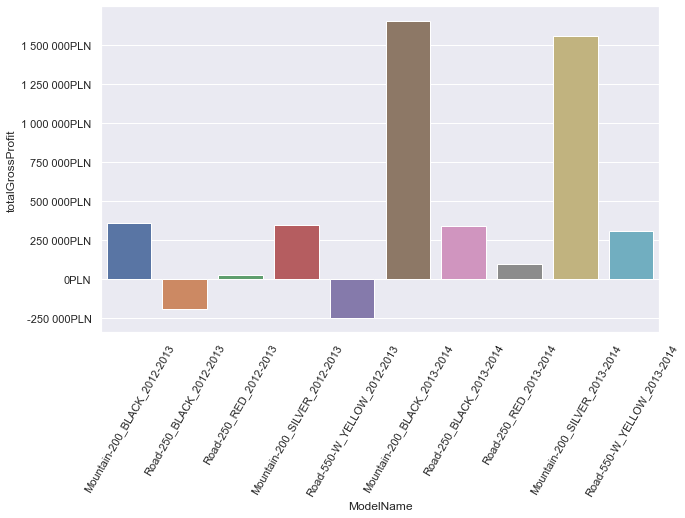 totalGrossProfit
1 500 000PLN
1 250 000PLN
1 000 000PLN
750 000PLN
500 000PLN
250 000PLN
0PLN
-250 000PLN
Mountain-200_BLACK_2012-2013
Road-250_BLACK_2012-2013
Road-250_RED_2012-2013
Mountain-200_SILVER_2012-2013
Road-550-W_YELLOW_2012-2013
Mountain-200_BLACK_2013-2014
Road-250_BLACK_2013-2014
Road-250_RED_2013-2014
Mountain-200_SILVER_2013-2014
Road-550-W_YELLOW_2013-2014
ModelName